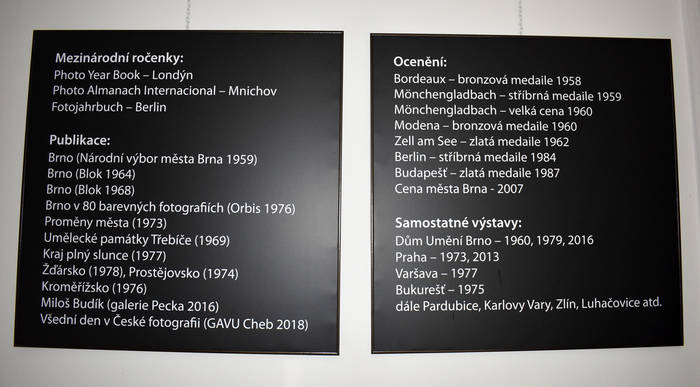 Mezinárodní ročenky:
Photo Year Book – Londýn
Photo Almanach Internacional – Mnichov
Fotojahrbuch – Berlin
Publikace:
Brno (Národní výbor města Brna 1959)
Brno (Blok 1964)
Brno (Blok 1968)
Brno v 80 barevných fotografiích (Orbis 1976)
Proměny města (1973)
Umělecké památky Třebíče (1969)
Kraj plný slunce (1977)
Žďársko (1978), Prostějovsko (1974)
Kroměřížsko (1976)
Miloš Budík (galerie Pecka 2016)
Všední den v České fotografii (GAVU Cheb 2018)
Ocenění:
Bordeaux – bronzová medaile 1958
Mönchengladbach – stříbrná medaile 1959
Mönchengladbach – velká cena 1960
Modena – bronzová medaile 1960
Zell am See – zlatá medaile 1962
Berlin – stříbrná medaile 1984
Budapešť – zlatá medaile 1987
Cena města Brna - 2007
Samostatné výstavy:
Dům Umění Brno – 1960, 1979, 2016
Praha – 1973, 2013
Varšava – 1977
Bukurešť – 1975
dále Pardubice, Karlovy Vary, Zlín, Luhačovice atd.